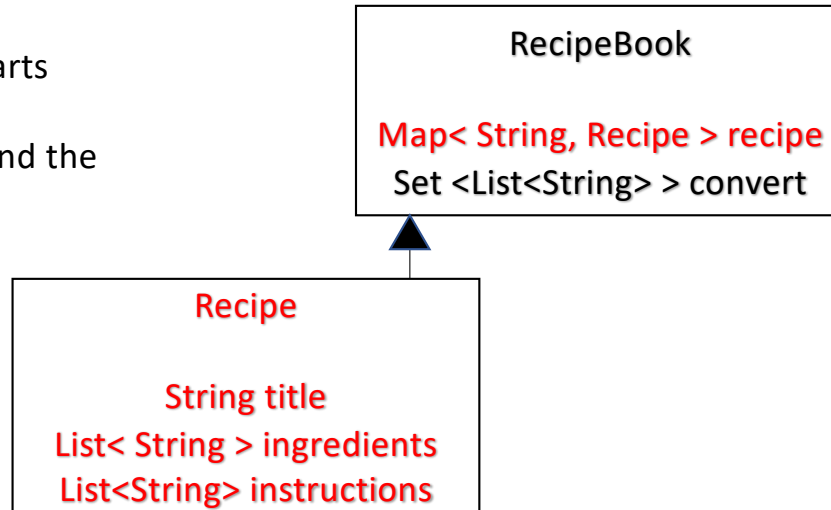 arts
nd the
RecipeBook
Map< String, Recipe > recipe
Set <List<String> > convert
Recipe
String title
List< String > ingredients
List<String> instructions